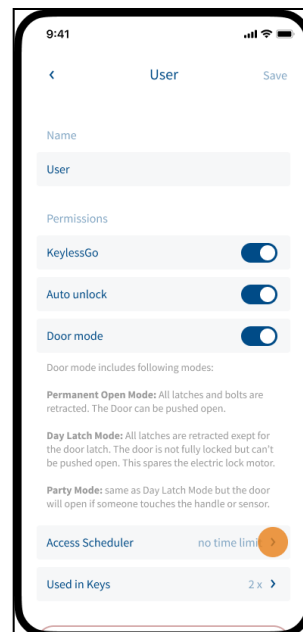 9:41
‹ User Save
Name
User
Permissions
KeylessGo
Auto unlock
Door mode
Door mode includes following modes:
Permanent Open Mode: All latches and bolts are
retracted. The Door can be pushed open.
Day Latch Mode: All latches are retracted exept for
the door latch. The door is not fully locked but can't
be pushed open. This spares the electric lock motor.
Party Mode: same as Day Latch Mode but the door
will open if someone touches the handle or sensor.
Access Scheduler no time limit ›
Used in Keys 2 x ›